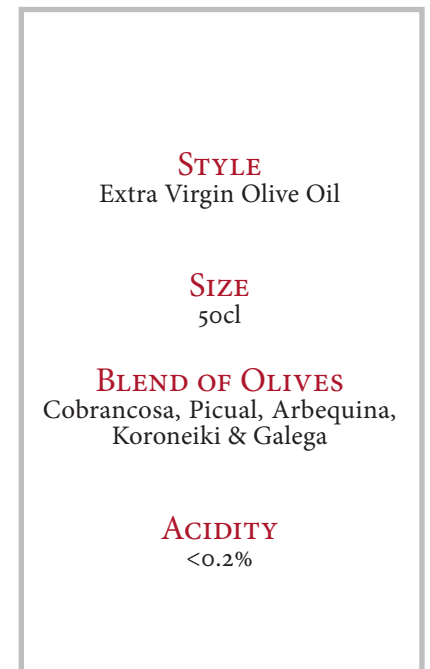 Style
Extra Virgin Olive Oil
Size
50cl
Blend of Olives
Cobrancosa, Picual, Arbequina,
Koroneiki & Galega
Acidity
<0.2%